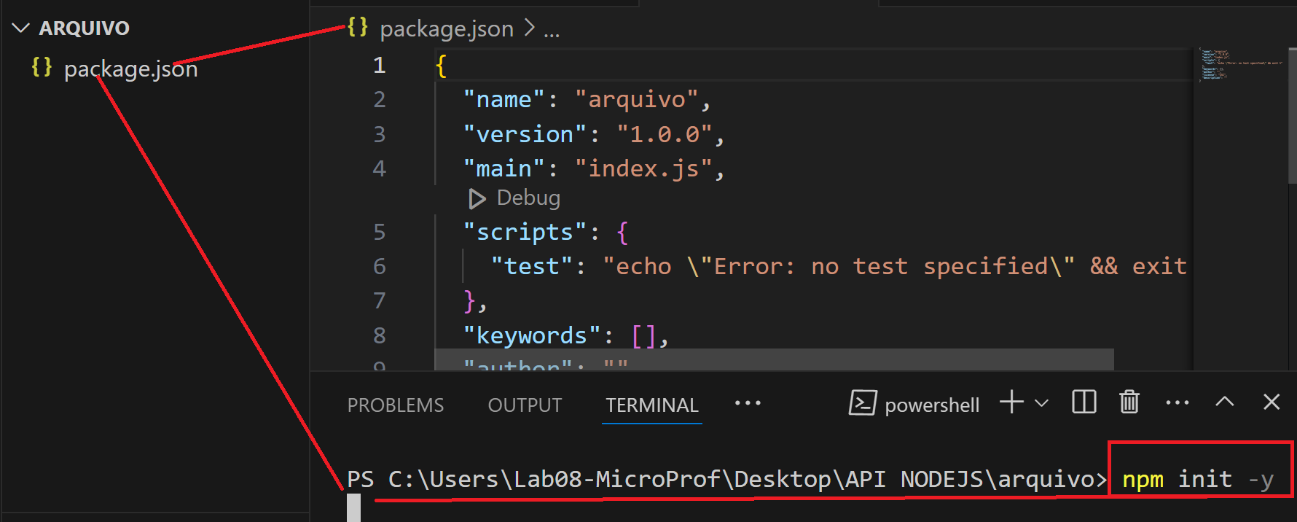 ARQUIVO
{} package.json
{} package.json > ...
1 {
2 "name": "arquivo",
3 "version": "1.0.0",
4 "main": "index.js",
Debug
5 "scripts": {
6 "test": "echo \"Error: no test specified\" && exit
7 },
8 "keywords": [],
9 "author": ""
PROBLEMS OUTPUT TERMINAL ... powershell ...
PS C:\Users\Lab08-MicroProf\Desktop\API NODEJS\arquivo> npm init -y